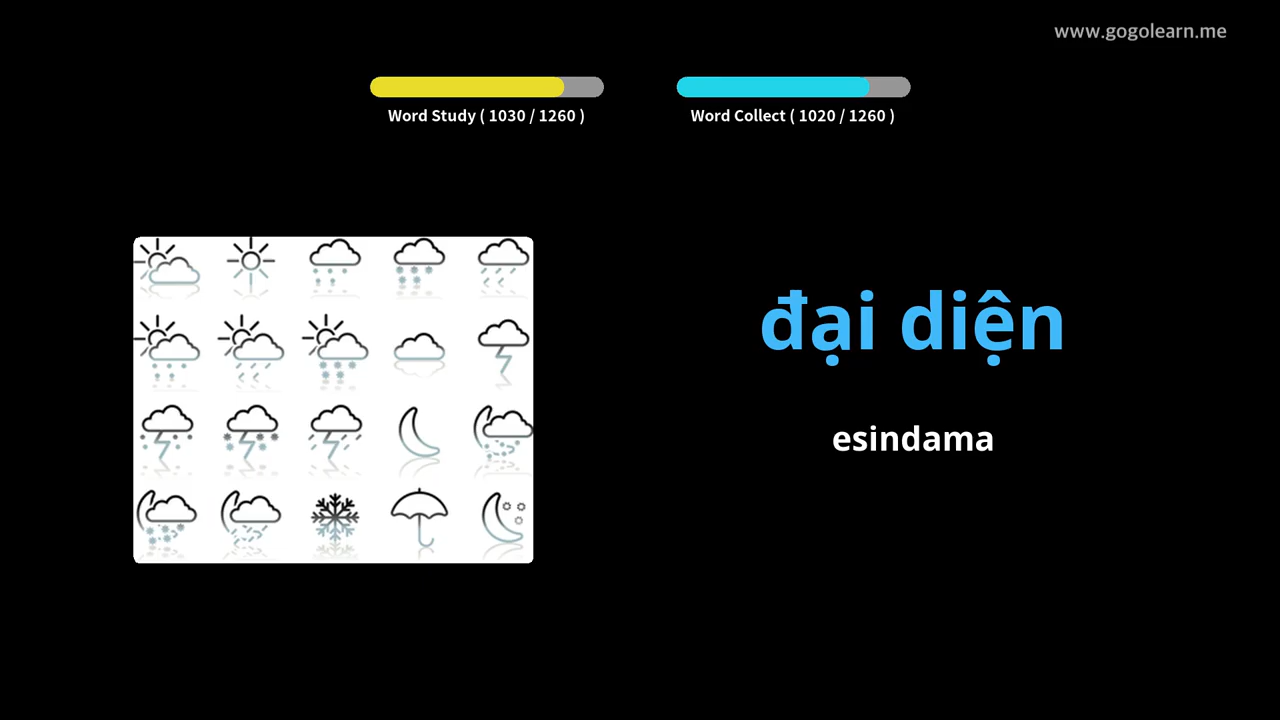 www.gogolearn.me
Word Study ( 1030 / 1260 )
Word Collect ( 1020 / 1260 )
đại diện
esindama